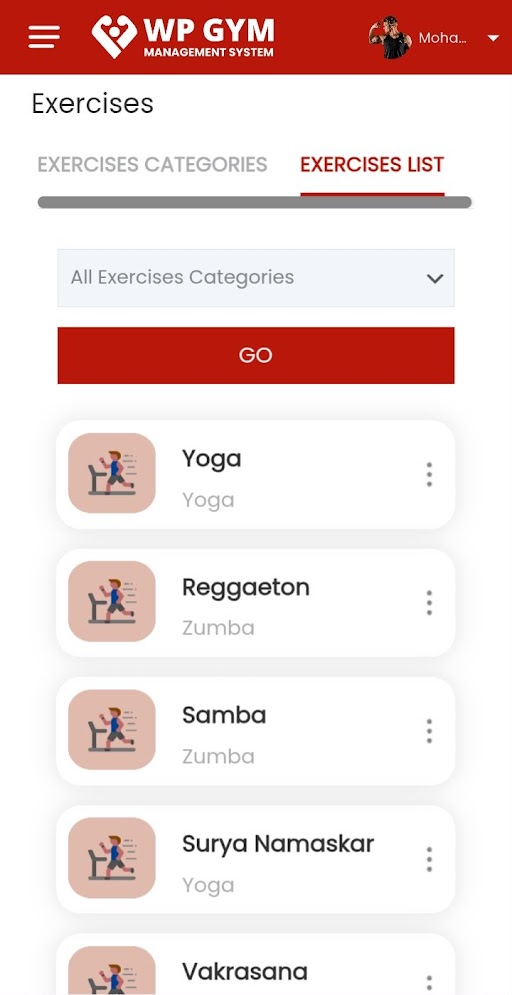 WP GYM
MANAGEMENT SYSTEM
Moha...
Exercises
EXERCISES CATEGORIES
EXERCISES LIST
All Exercises Categories
GO
Yoga
Yoga
Reggaeton
Zumba
Samba
Zumba
Surya Namaskar
Yoga
Vakrasana